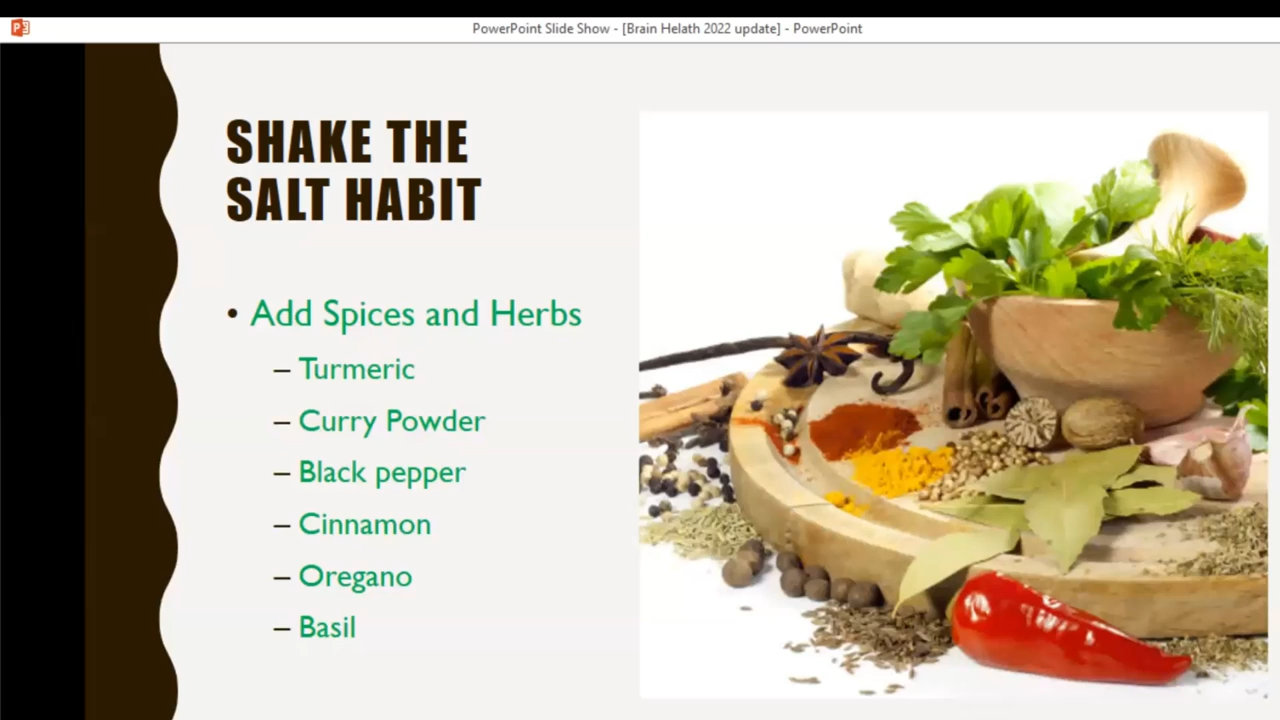 PowerPoint Slide Show - [Brain Helath 2022 update] - PowerPoint
SHAKE THE
SALT HABIT
• Add Spices and Herbs
– Turmeric
– Curry Powder
– Black pepper
– Cinnamon
– Oregano
– Basil